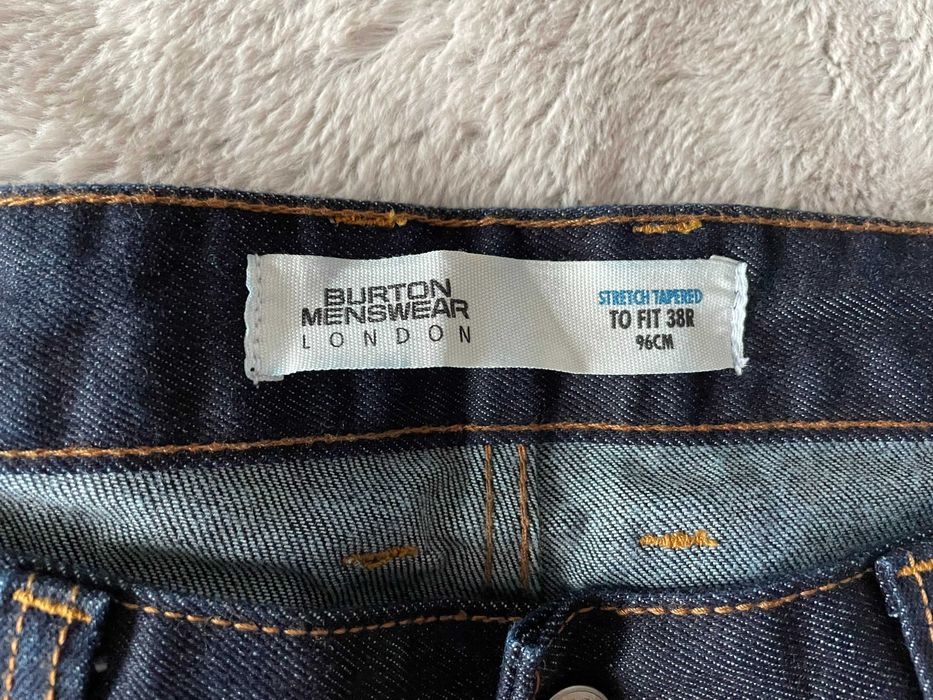 BURTON
MENSWEAR
LONDON
STRETCH TAPERED
TO FIT 38R
96CM